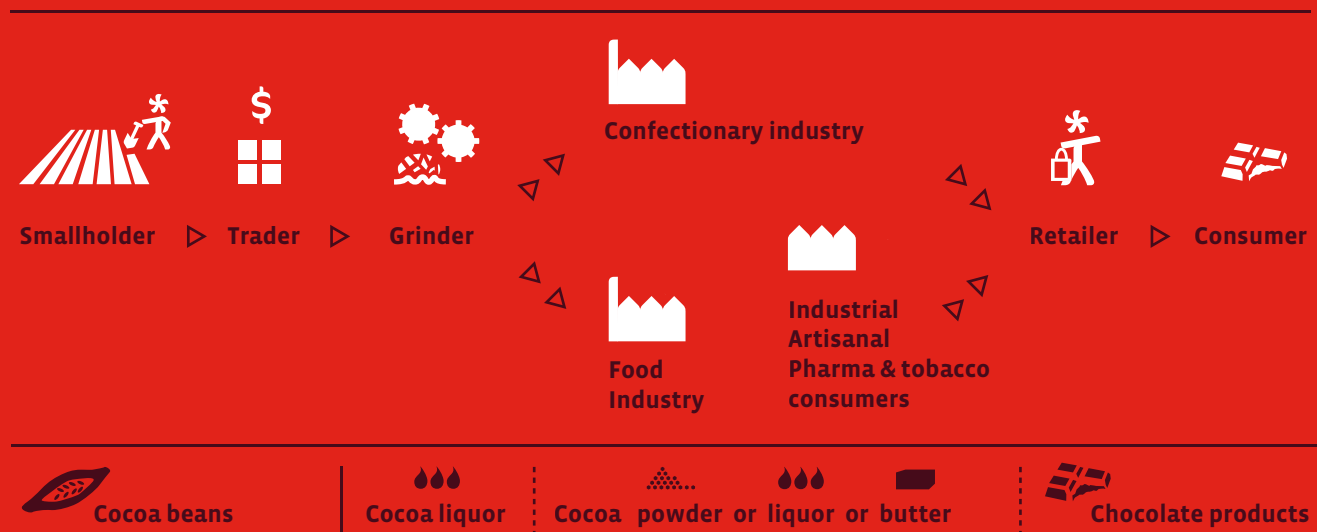 $
Confectionary industry
Smallholder
Trader
Grinder
Retailer
Consumer
Industrial
Artisanal
Pharma & tobacco
consumers
Food
Industry
Cocoa beans
Cocoa liquor
Cocoa powder or liquor or butter
Chocolate products